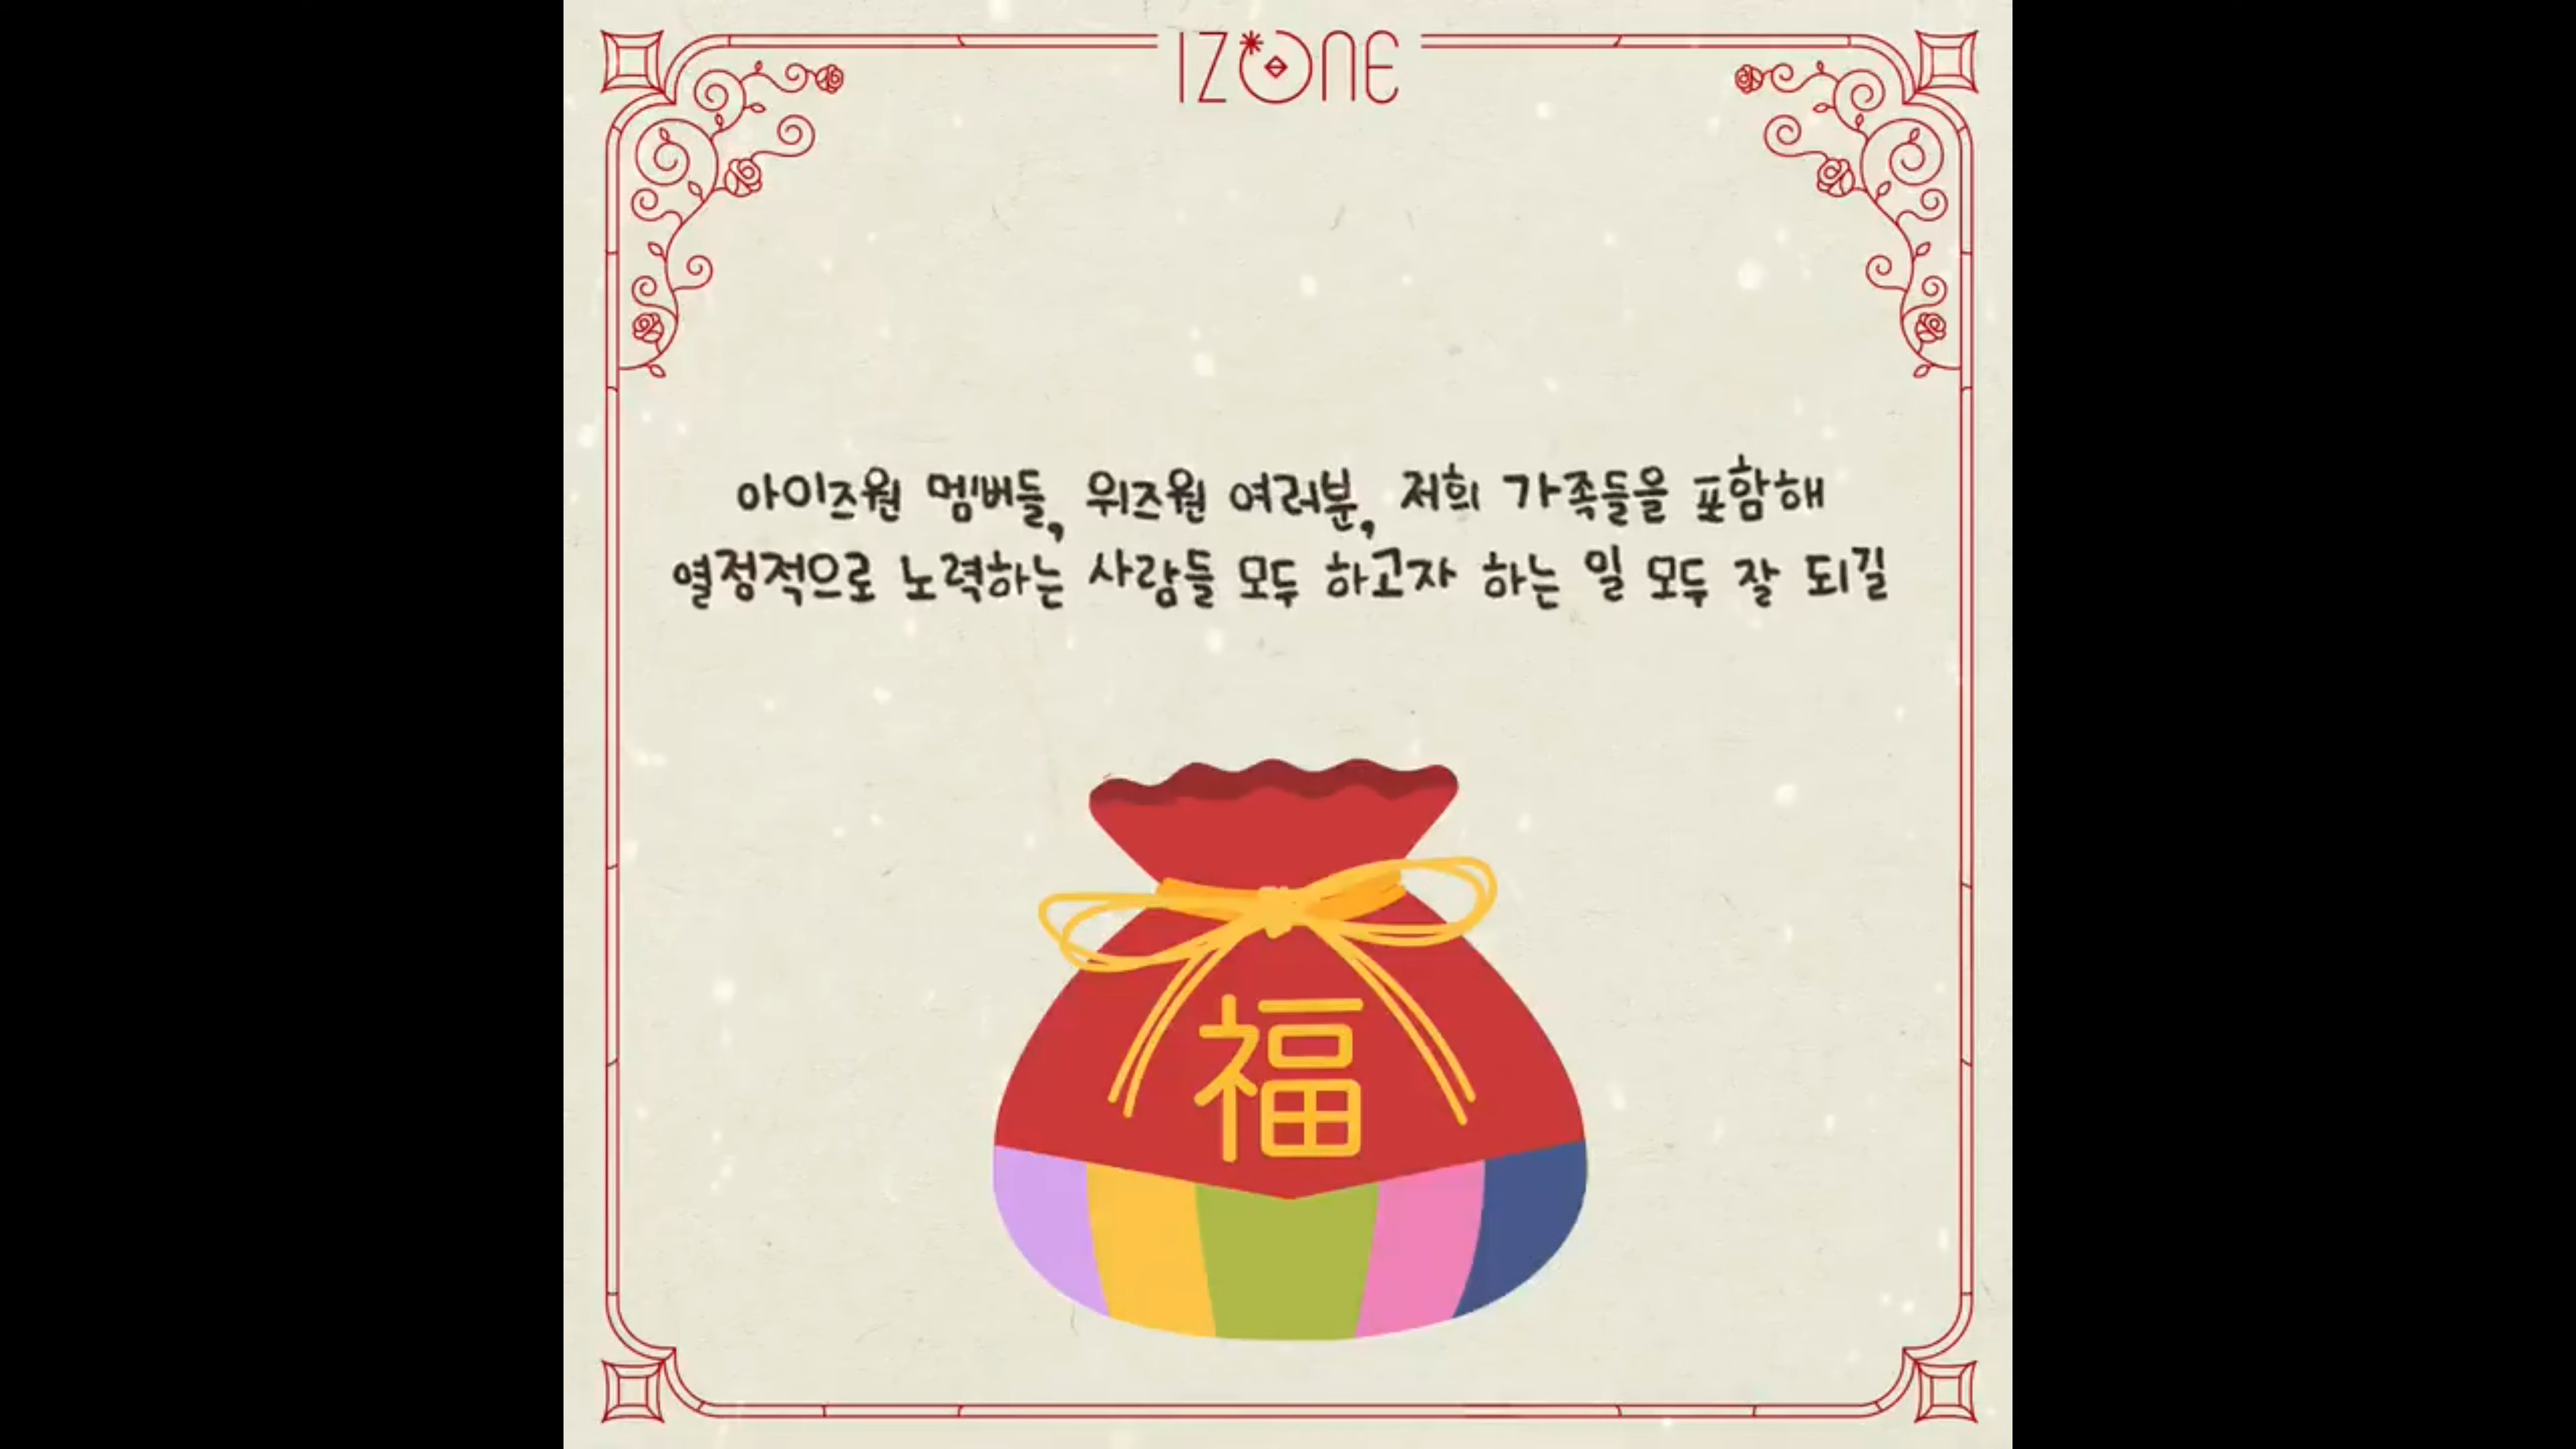 IZ*ONE
아이즈원 멤버들, 위즈원 여러분, 저희 가족들을 포함해
열정적으로 노력하는 사람들 모두 하고자 하는 일 모두 잘 되길
福